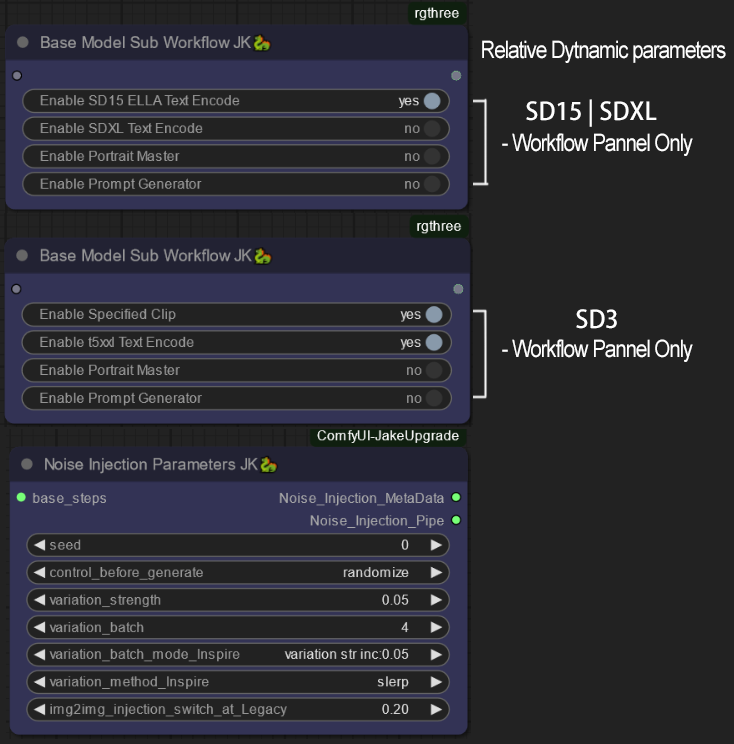 rgthree
Base Model Sub Workflow JK🐉
Relative Dytnamic parameters
Enable SD15 ELLA Text Encode yes
Enable SDXL Text Encode no
Enable Portrait Master no
Enable Prompt Generator no
SD15 | SDXL
- Workflow Pannel Only
rgthree
Base Model Sub Workflow JK🐉
Enable Specified Clip yes
Enable t5xxl Text Encode yes
Enable Portrait Master no
Enable Prompt Generator no
SD3
- Workflow Pannel Only
ComfyUI-JakeUpgrade
Noise Injection Parameters JK🐉
base_steps Noise_Injection_MetaData
Noise_Injection_Pipe
seed 0
control_before_generate randomize
variation_strength 0.05
variation_batch 4
variation_batch_mode_Inspire variation str inc:0.05
variation_method_Inspire slerp
img2img_injection_switch_at_Legacy 0.20